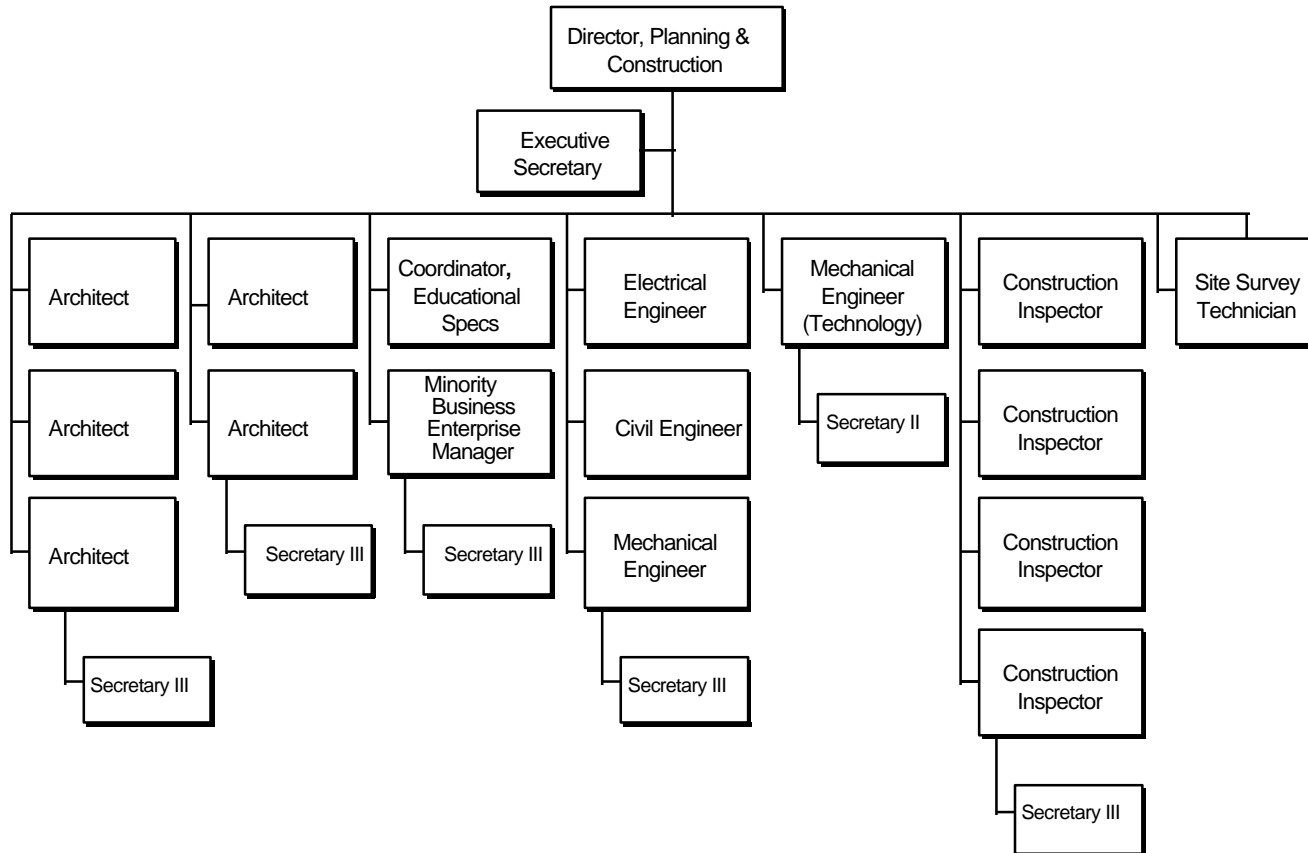 Director, Planning &
Construction
Executive
Secretary
Architect
Architect
Architect
Secretary III
Architect
Architect
Secretary III
Coordinator,
Educational
Specs
Minority
Business
Enterprise
Manager
Secretary III
Electrical
Engineer
Civil Engineer
Mechanical
Engineer
Secretary III
Mechanical
Engineer
(Technology)
Secretary II
Construction
Inspector
Construction
Inspector
Construction
Inspector
Construction
Inspector
Secretary III
Site Survey
Technician